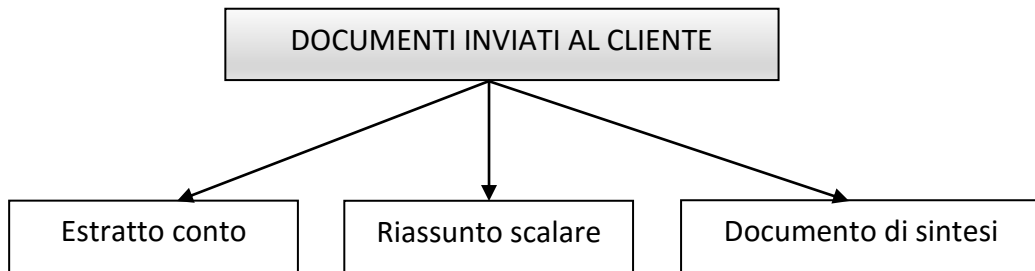 DOCUMENTI INVIATI AL CLIENTE
Estratto conto
Riassunto scalare
Documento di sintesi